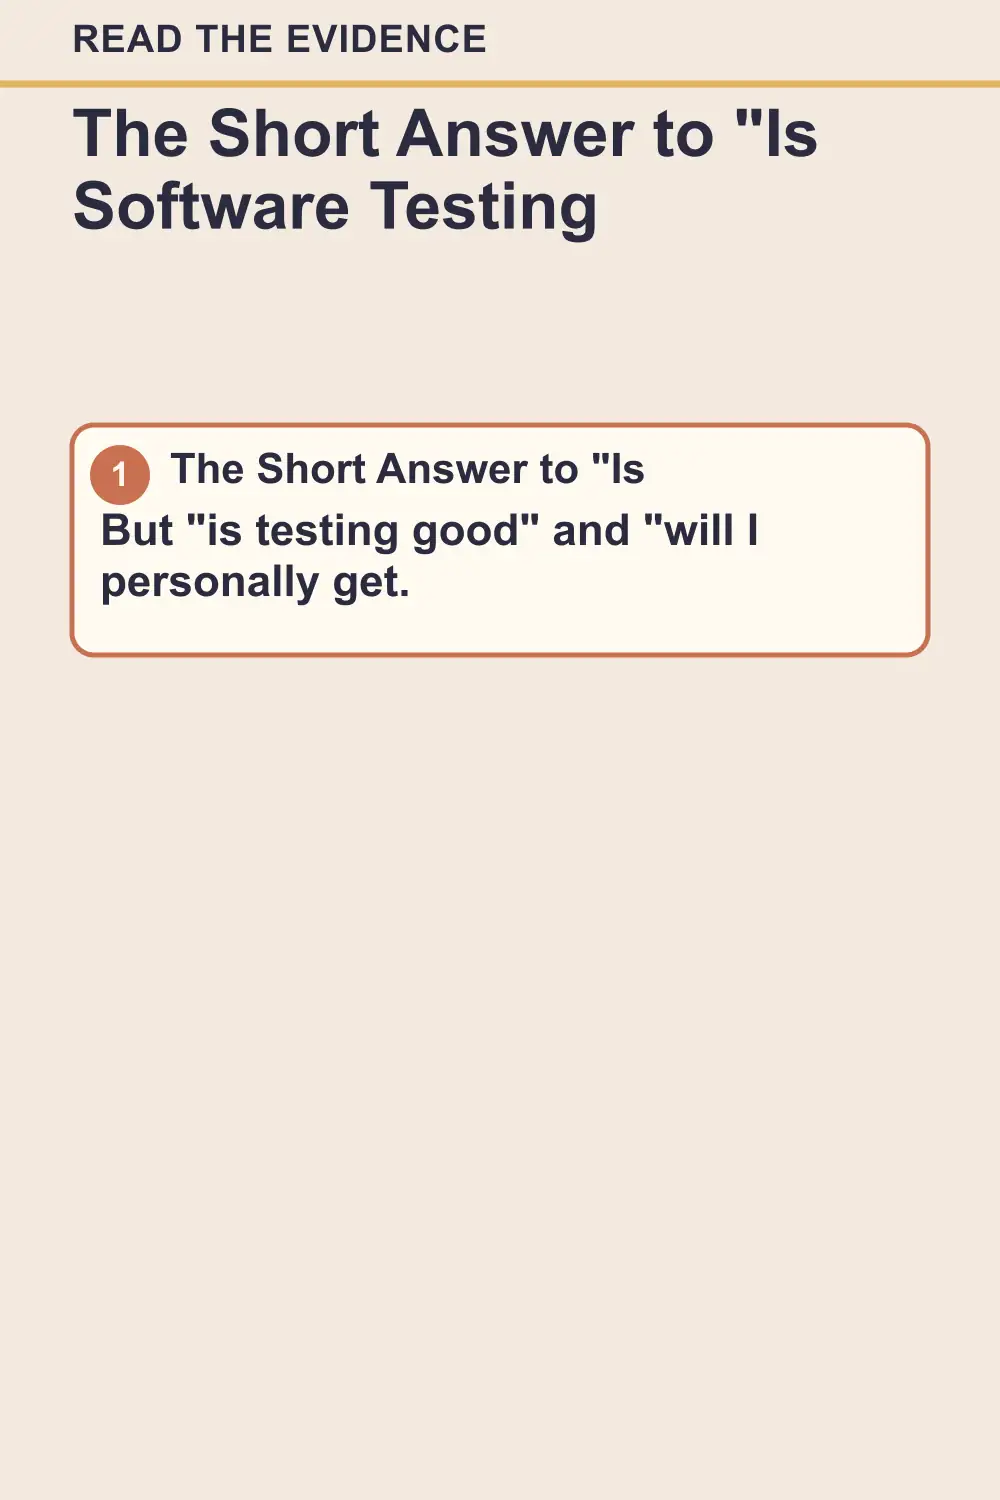 READ THE EVIDENCE
The Short Answer to "Is
Software Testing
1 The Short Answer to "Is
But "is testing good" and "will I
personally get.